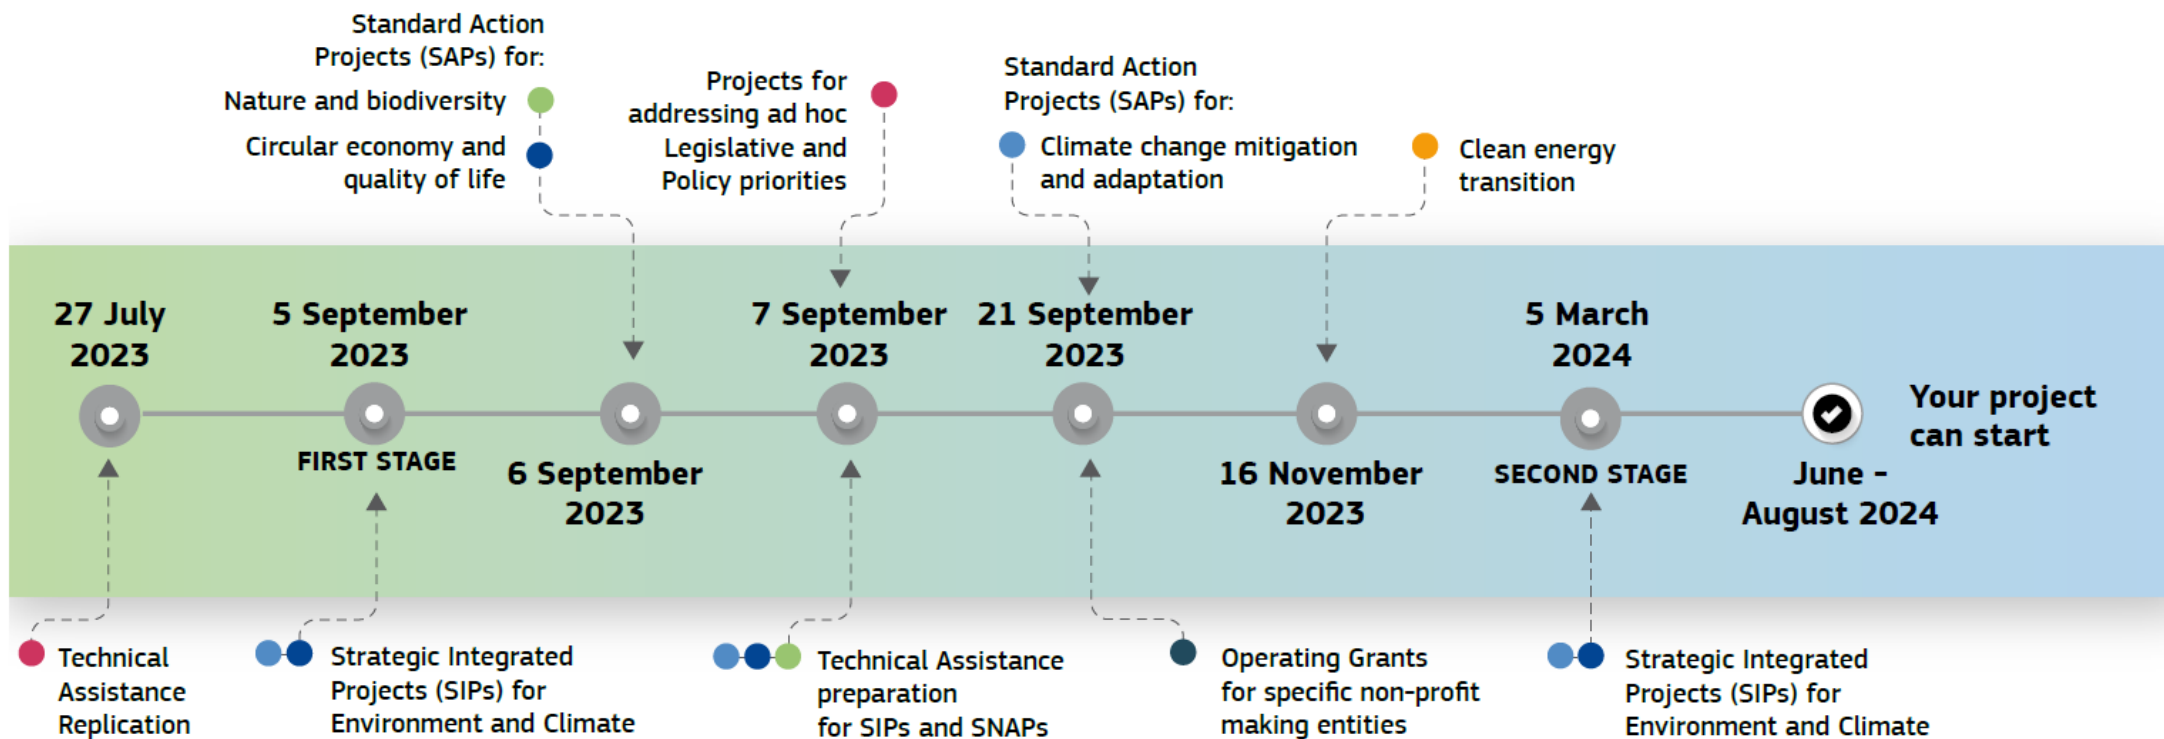 Standard Action
Projects (SAPs) for:
Nature and biodiversity
Circular economy and
quality of life
Projects for
addressing ad hoc
Legislative and
Policy priorities
Standard Action
Projects (SAPs) for:
Climate change mitigation
and adaptation
Clean energy
transition
27 July
2023
5 September
2023
FIRST STAGE
6 September
2023
7 September
2023
21 September
2023
16 November
2023
5 March
2024
SECOND STAGE
June -
August 2024
Your project
can start
Technical
Assistance
Replication
Strategic Integrated
Projects (SIPs) for
Environment and Climate
Technical Assistance
preparation
for SIPs and SNAPs
Operating Grants
for specific non-profit
making entities
Strategic Integrated
Projects (SIPs) for
Environment and Climate